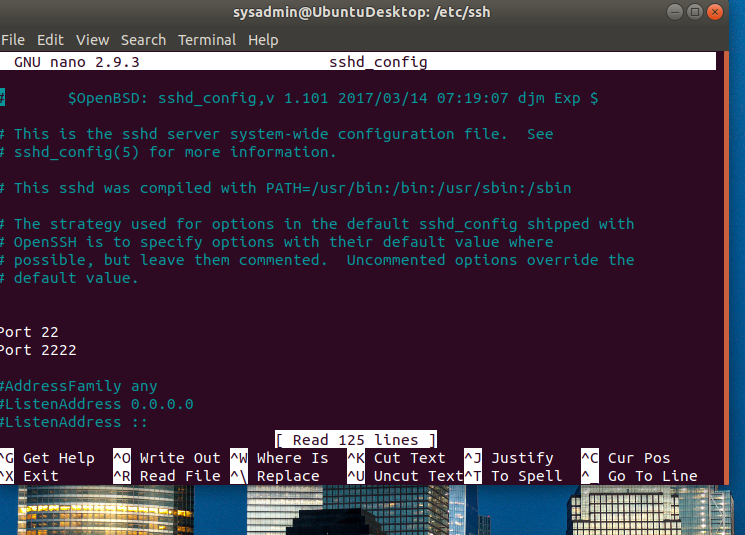 sysadmin@UbuntuDesktop: /etc/ssh
File Edit View Search Terminal Help
GNU nano 2.9.3 sshd_config
# $OpenBSD: sshd_config,v 1.101 2017/03/14 07:19:07 djm Exp $
# This is the sshd server system-wide configuration file. See
# sshd_config(5) for more information.
# This sshd was compiled with PATH=/usr/bin:/bin:/usr/sbin:/sbin
# The strategy used for options in the default sshd_config shipped with
# OpenSSH is to specify options with their default value where
# possible, but leave them commented. Uncommented options override the
# default value.
Port 22
Port 2222
#AddressFamily any
#ListenAddress 0.0.0.0
#ListenAddress ::
[ Read 125 lines ]
^G Get Help ^O Write Out ^W Where Is ^K Cut Text ^J Justify ^C Cur Pos
^X Exit ^R Read File ^\ Replace ^U Uncut Text ^T To Spell ^_ Go To Line